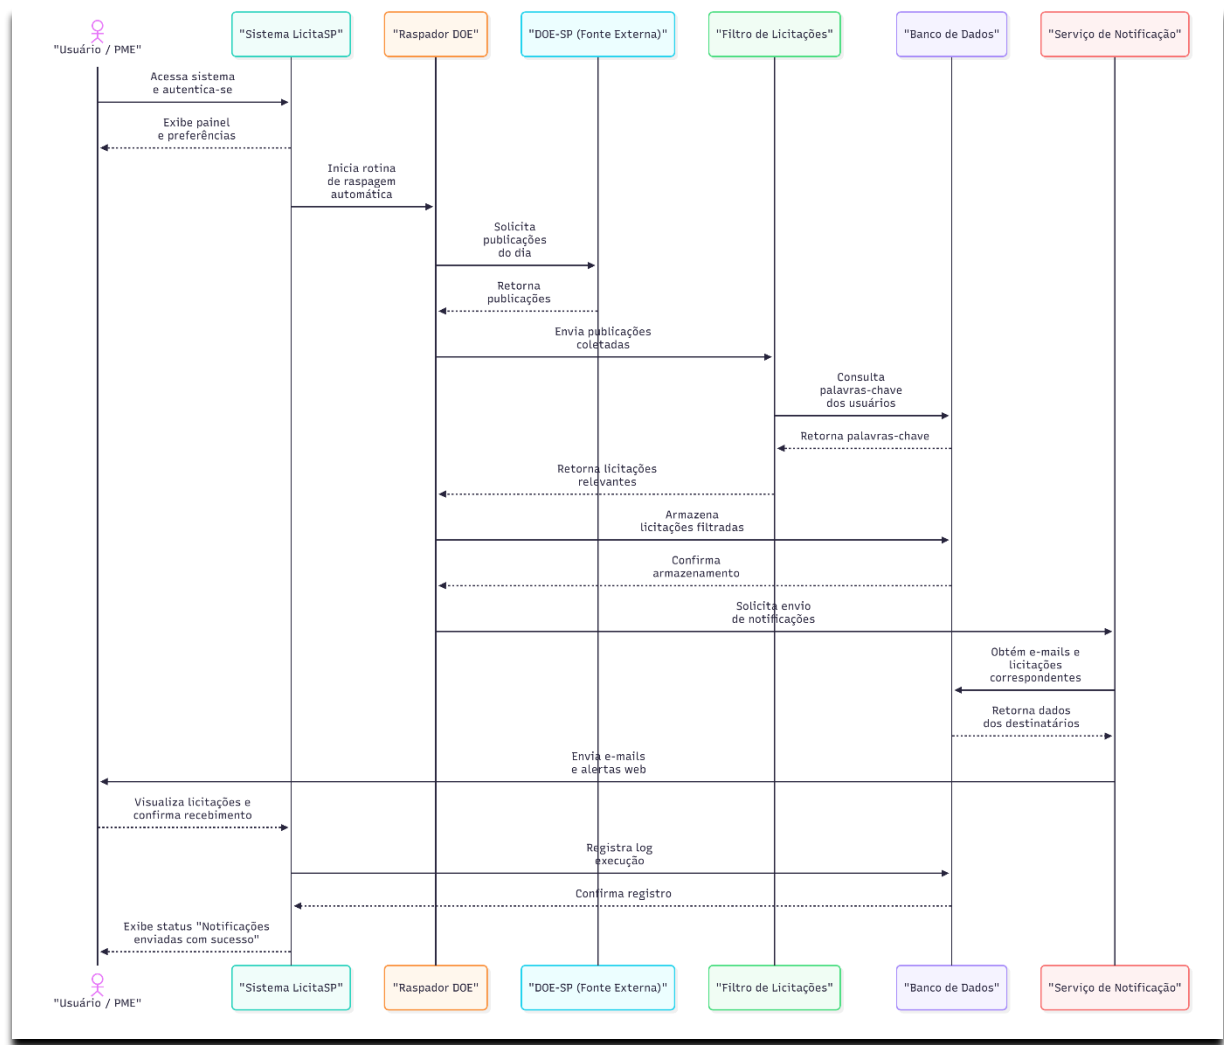 "Usuário / PME"
"Sistema LicitaSP"
"Raspador DOE"
"DOE-SP (Fonte Externa)"
"Filtro de Licitações"
"Banco de Dados"
"Serviço de Notificação"
Acessa sistema
e autentica-se
Exibe painel
e preferências
Inicia rotina
de raspagem
automática
Solicita
publicações
do dia
Retorna
publicações
Envia publicações
coletadas
Consulta
palavras-chave
dos usuários
Retorna palavras-chave
Retorna licitações
relevantes
Armazena
licitações filtradas
Confirma
armazenamento
Solicita envio
de notificações
Obtém e-mails e
licitações
correspondentes
Retorna dados
dos destinatários
Envia e-mails
e alertas web
Visualiza licitações e
confirma recebimento
Registra log
execução
Confirma registro
Exibe status "Notificações
enviadas com sucesso"
"Usuário / PME"
"Sistema LicitaSP"
"Raspador DOE"
"DOE-SP (Fonte Externa)"
"Filtro de Licitações"
"Banco de Dados"
"Serviço de Notificação"